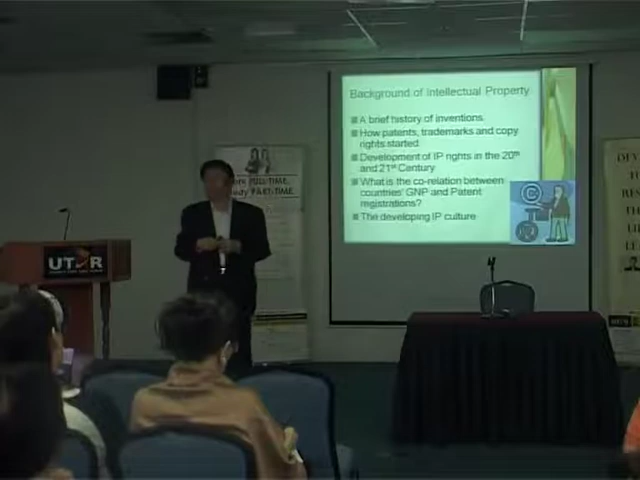 Background of Intellectual Property
A brief history of inventions.
How patents, trademarks and copy
rights started
Development of IP rights in the 20th
and 21st Century
What is the co-relation between
countries' GNP and Patent
registrations?
The developing IP culture
UTAR
PART-TIME